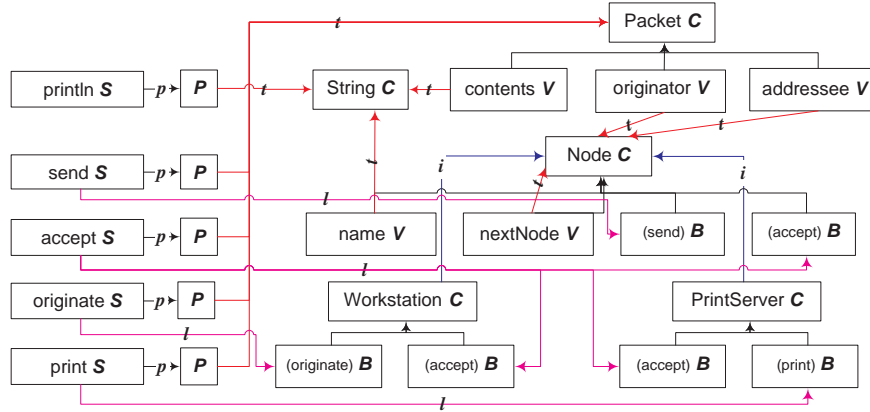 t
Packet C
println S
p
P
t
String C
t
contents V
originator V
addressee V
t
t
send S
p
P
l
t
i
Node C
t
i
accept S
p
P
l
name V
nextNode V
(send) B
(accept) B
originate S
p
P
l
Workstation C
PrintServer C
print S
p
P
(originate) B
(accept) B
(accept) B
(print) B
l